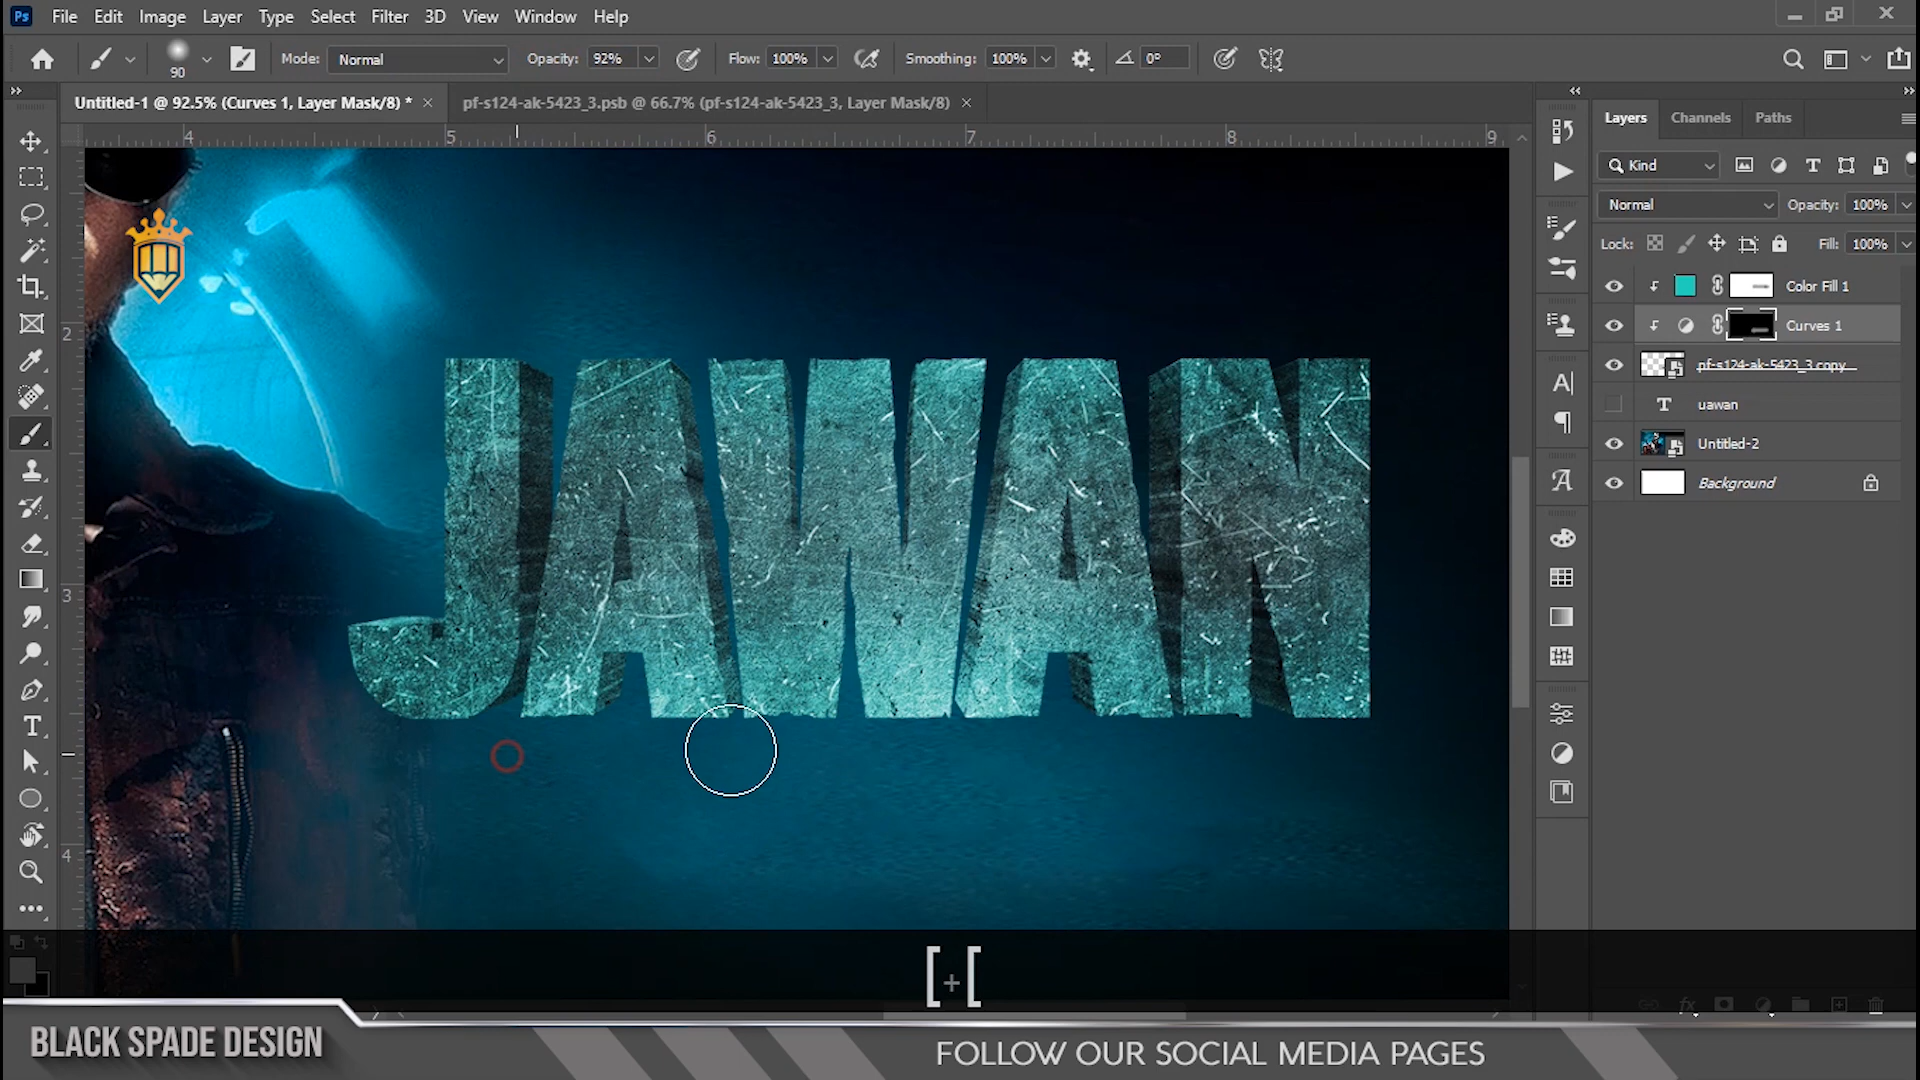 Ps File Edit Image Layer Type Select Filter 3D View Window Help
90 Mode: Normal Opacity: 92% Flow: 100% Smoothing: 100% 0°
Untitled-1 @ 92.5% (Curves 1, Layer Mask/8) * × pf-s124-ak-5423_3.psb @ 66.7% (pf-s124-ak-5423_3, Layer Mask/8) ×
4 5 6 7 8 9
2
3
4
JAWAN
Layers Channels Paths
Kind
Normal Opacity: 100%
Lock: Fill: 100%
Color Fill 1
Curves 1
pf-s124-ak-5423_3 copy
T uawan
Untitled-2
Background
[+[
BLACK SPADE DESIGN
FOLLOW OUR SOCIAL MEDIA PAGES